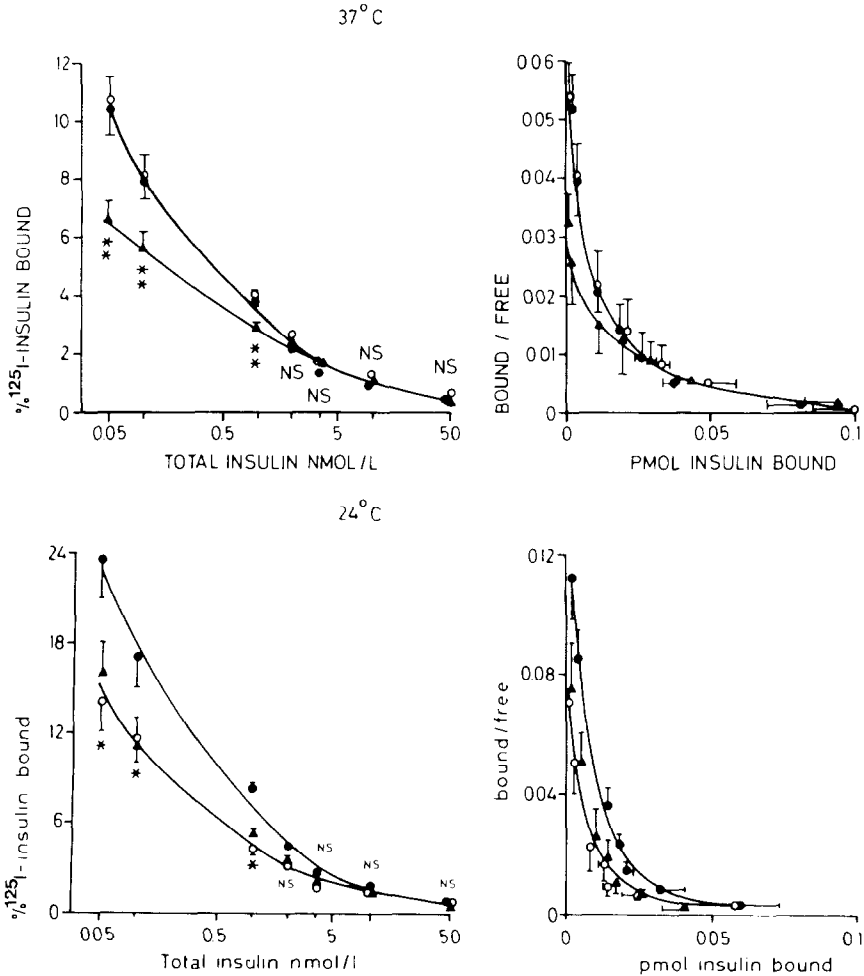 37°C
12
10
8
6
4
2
0
%¹²⁵I-INSULIN BOUND
** 
** 
** 
NS
NS
NS
NS
0.05
0.5
5
50
TOTAL INSULIN NMOL/L
0.06
0.05
0.04
0.03
0.02
0.01
0
BOUND / FREE
0
0.05
0.1
PMOL INSULIN BOUND
24°C
24
18
12
6
0
%¹²⁵I-insulin bound
*
*
*
NS
NS
NS
NS
0.05
0.5
5
50
Total insulin nmol/l
0.12
0.08
0.04
0
bound/free
0
0.05
0.1
pmol insulin bound